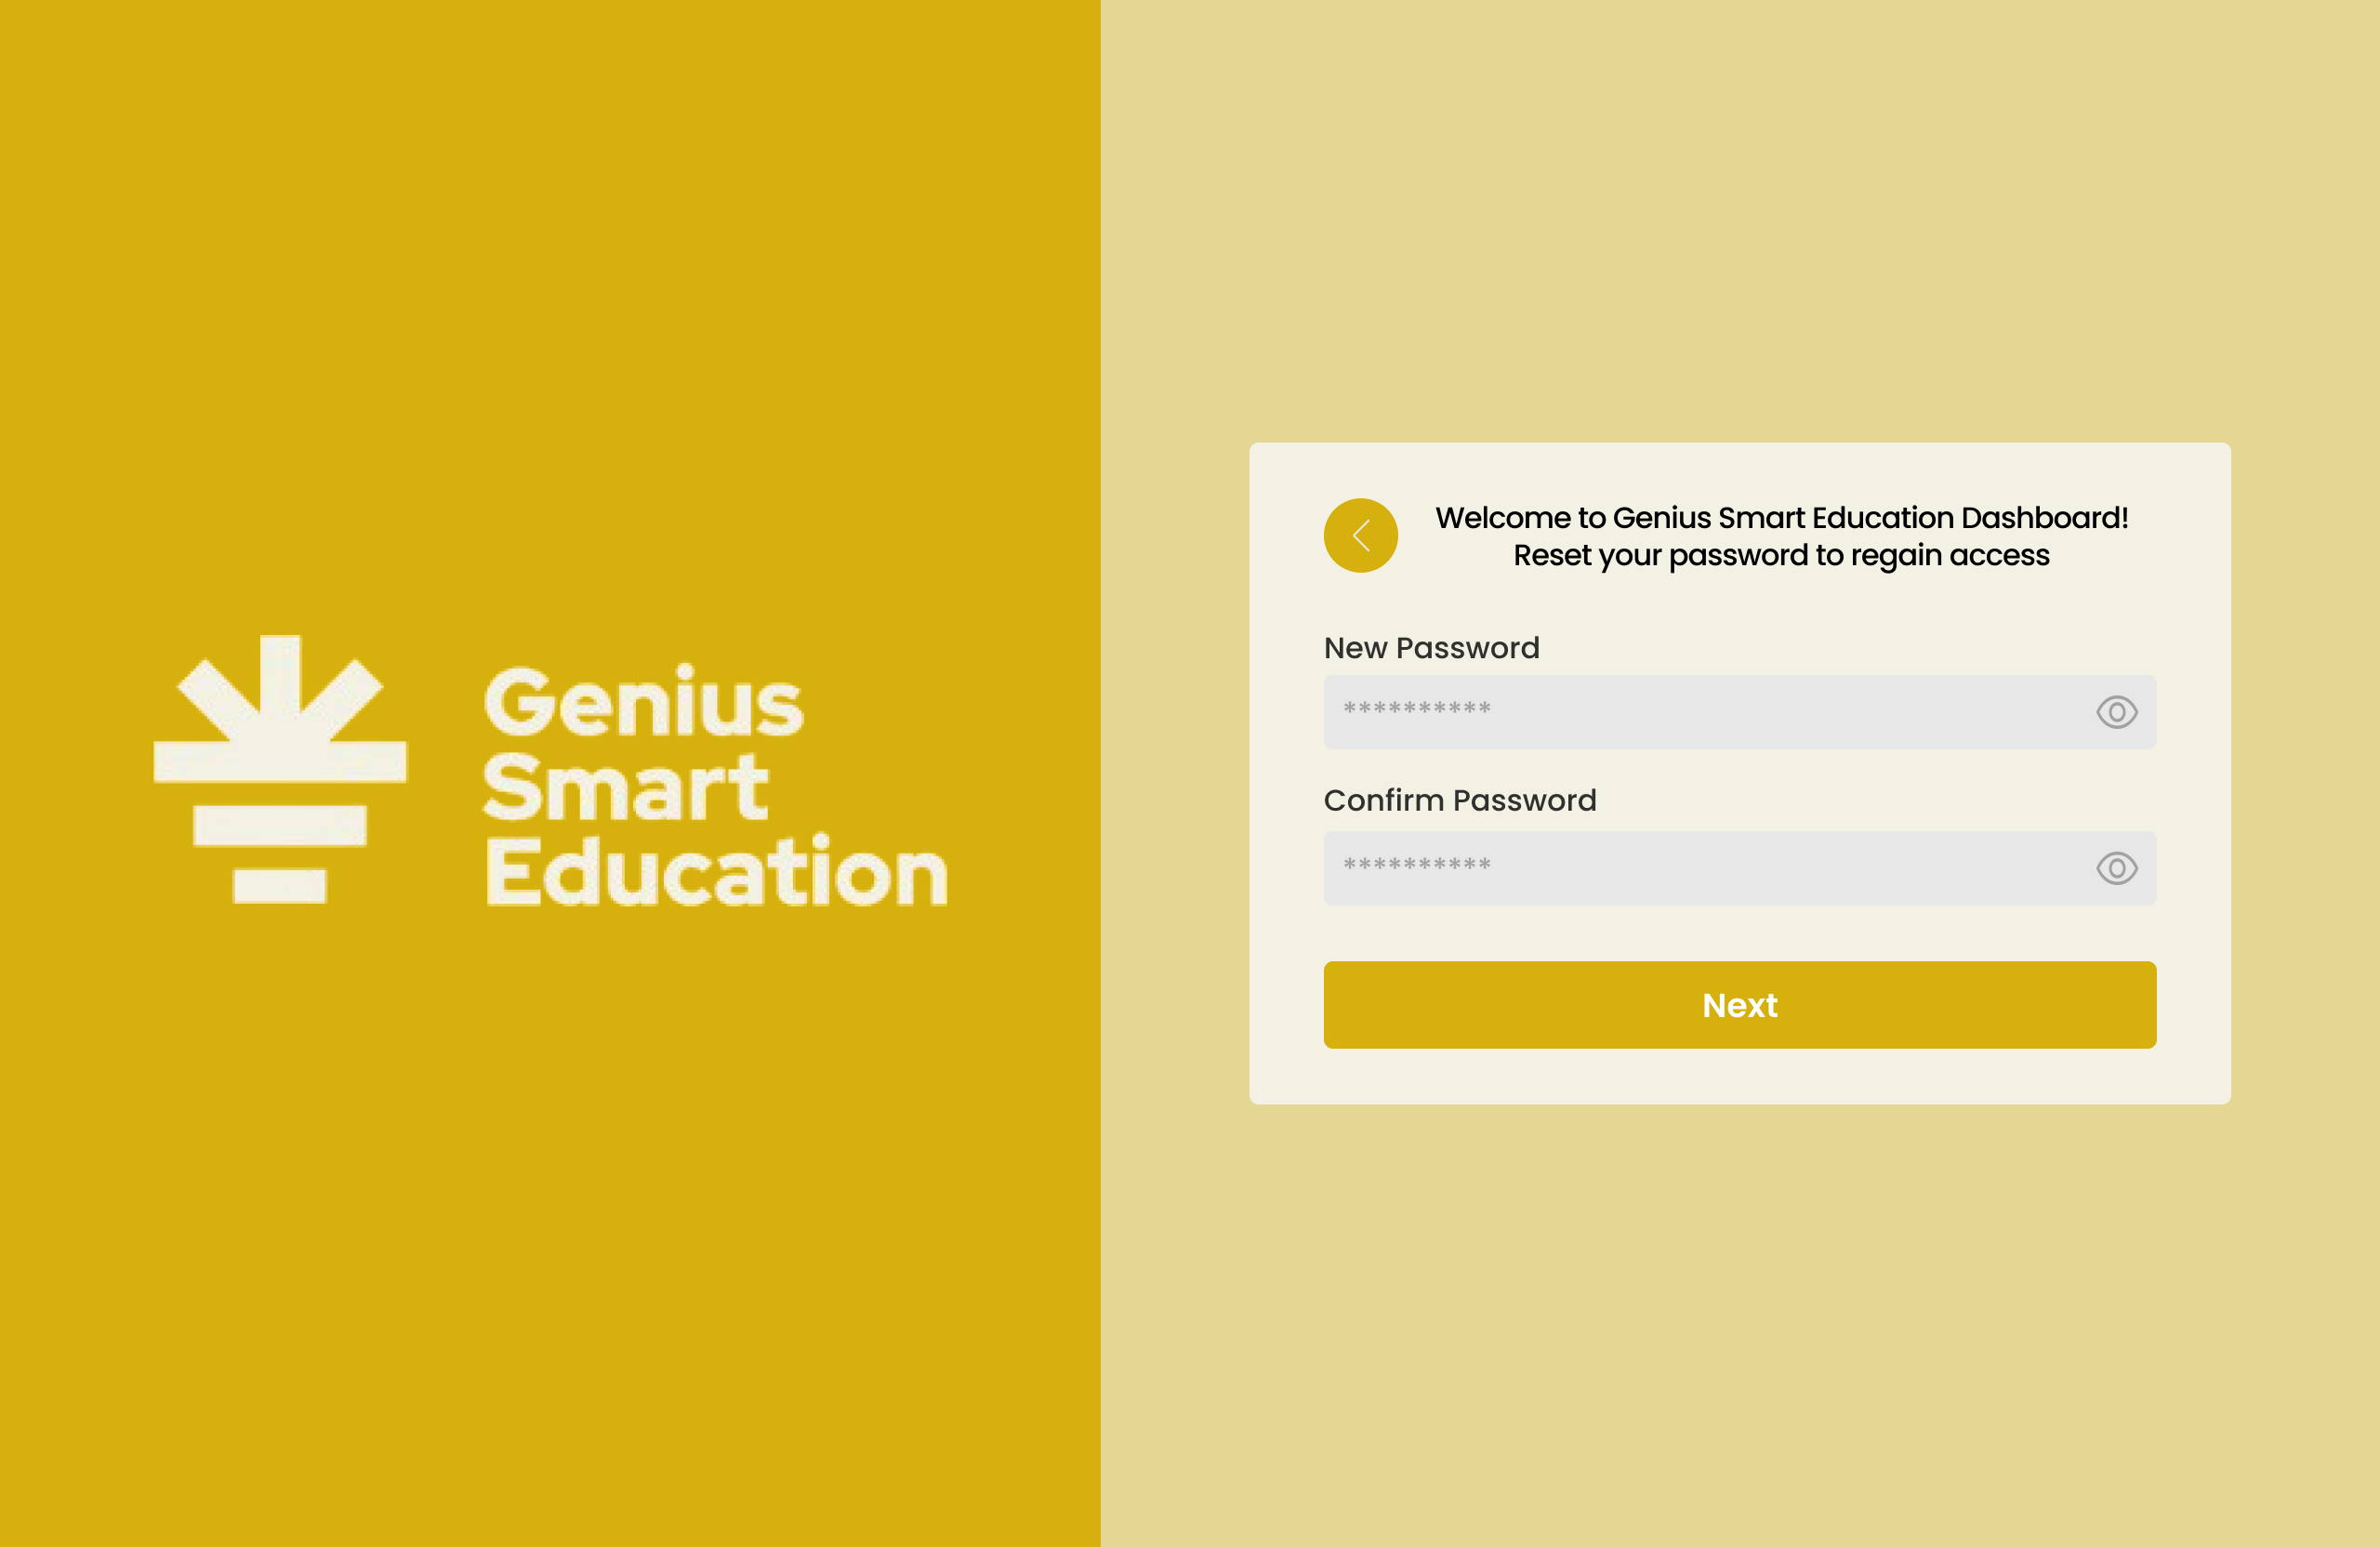 Genius
Smart
Education
Welcome to Genius Smart Education Dashboard!
Reset your password to regain access
New Password
**********
Confirm Password
**********
Next